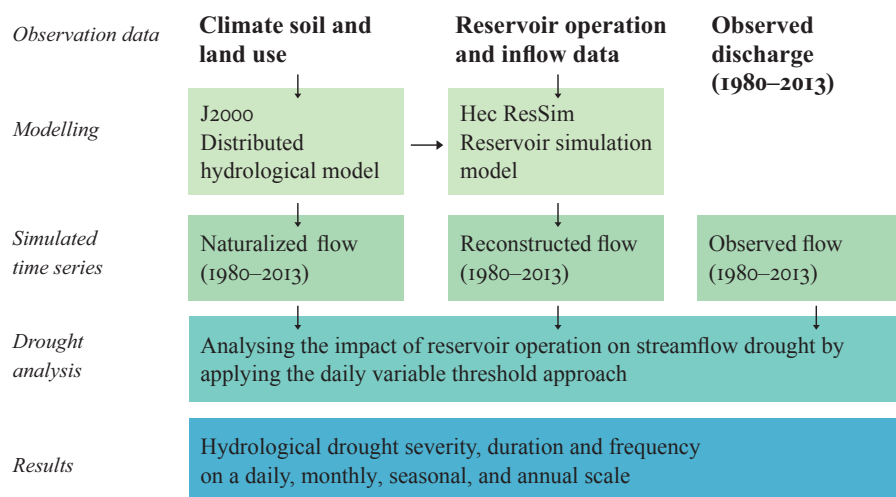 Observation data
Climate soil and
land use
Reservoir operation
and inflow data
Observed
discharge
(1980–2013)
Modelling
J2000
Distributed
hydrological model
Hec ResSim
Reservoir simulation
model
Simulated
time series
Naturalized flow
(1980–2013)
Reconstructed flow
(1980–2013)
Observed flow
(1980–2013)
Drought
analysis
Analysing the impact of reservoir operation on streamflow drought by
applying the daily variable threshold approach
Results
Hydrological drought severity, duration and frequency
on a daily, monthly, seasonal, and annual scale